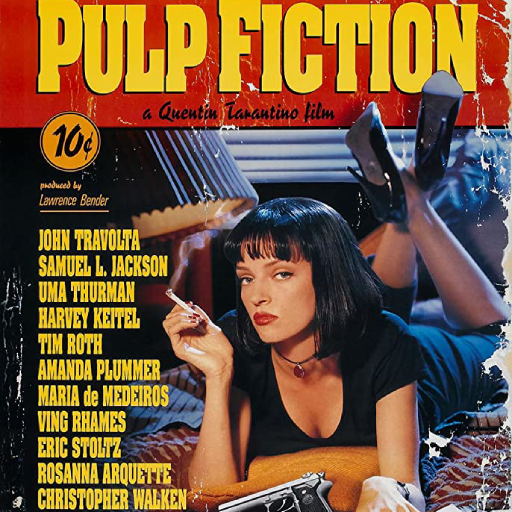 PULP FICTION
a Quentin Tarantino film
10¢
produced by
Lawrence Bender
JOHN TRAVOLTA
SAMUEL L. JACKSON
UMA THURMAN
HARVEY KEITEL
TIM ROTH
AMANDA PLUMMER
MARIA de MEDEIROS
VING RHAMES
ERIC STOLTZ
ROSANNA ARQUETTE
CHRISTOPHER WALKEN